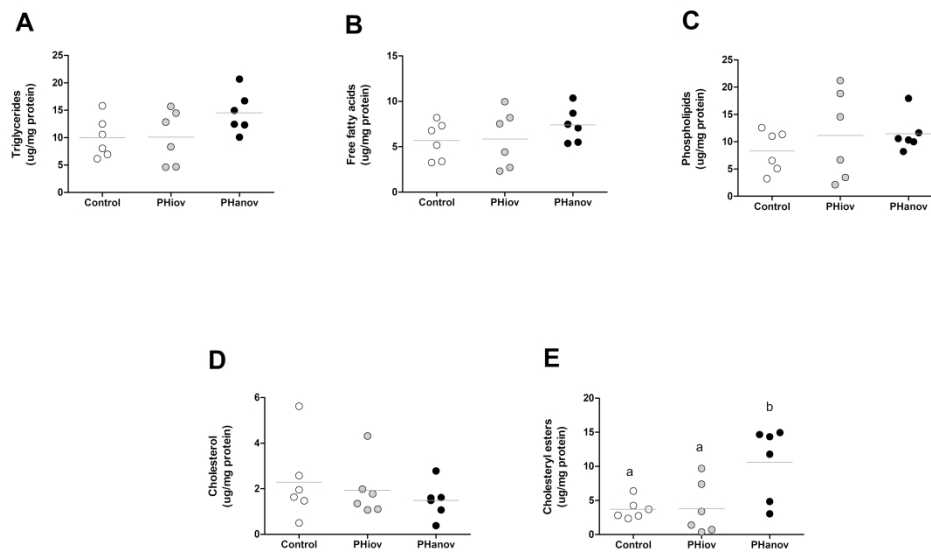 A
Triglycerides
(ug/mg protein)
25
20
15
10
5
0
Control PHiov PHanov
B
Free fatty acids
(ug/mg protein)
15
10
5
0
Control PHiov PHanov
C
Phospholipids
(ug/mg protein)
25
20
15
10
5
0
Control PHiov PHanov
D
Cholesterol
(ug/mg protein)
6
4
2
0
Control PHiov PHanov
E
Cholesteryl esters
(ug/mg protein)
20
15
10
5
0
a a b
Control PHiov PHanov